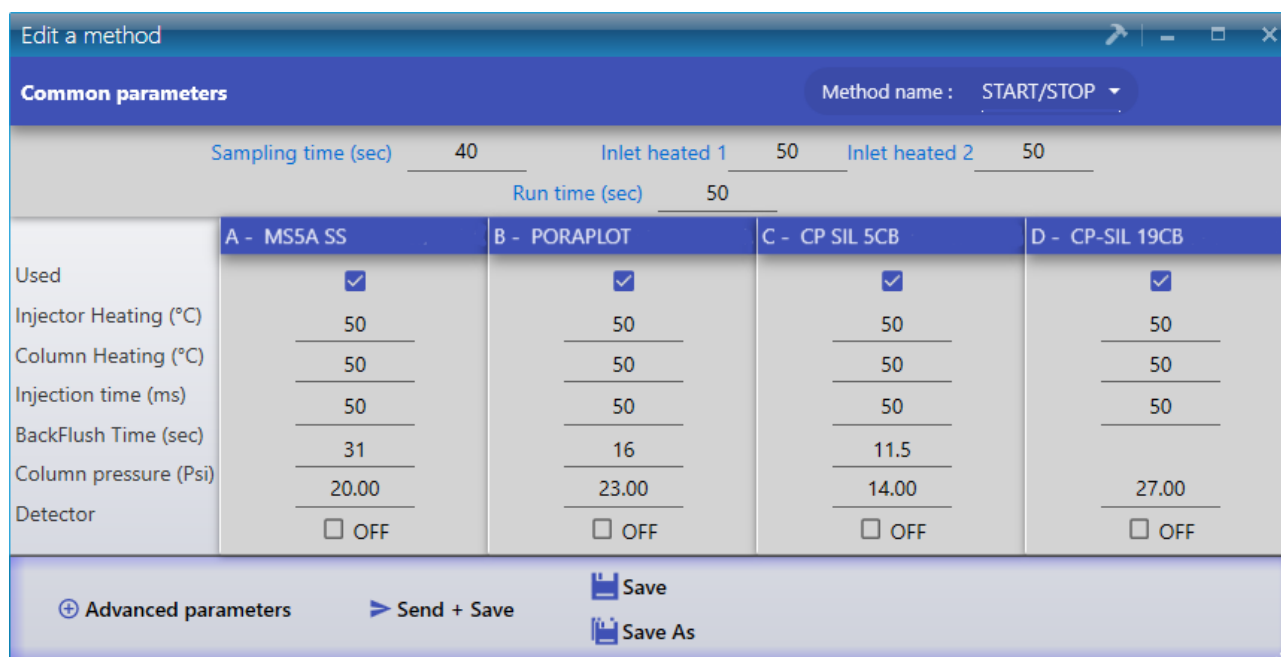 Edit a method
Common parameters Method name : START/STOP
Sampling time (sec) 40 Inlet heated 1 50 Inlet heated 2 50
Run time (sec) 50
A - MS5A SS B - PORAPLOT C - CP SIL 5CB D - CP-SIL 19CB
Used
Injector Heating (°C) 50 50 50 50
Column Heating (°C) 50 50 50 50
Injection time (ms) 50 50 50 50
BackFlush Time (sec) 31 16 11.5
Column pressure (Psi) 20.00 23.00 14.00 27.00
Detector OFF OFF OFF OFF
Save
Advanced parameters Send + Save
Save As